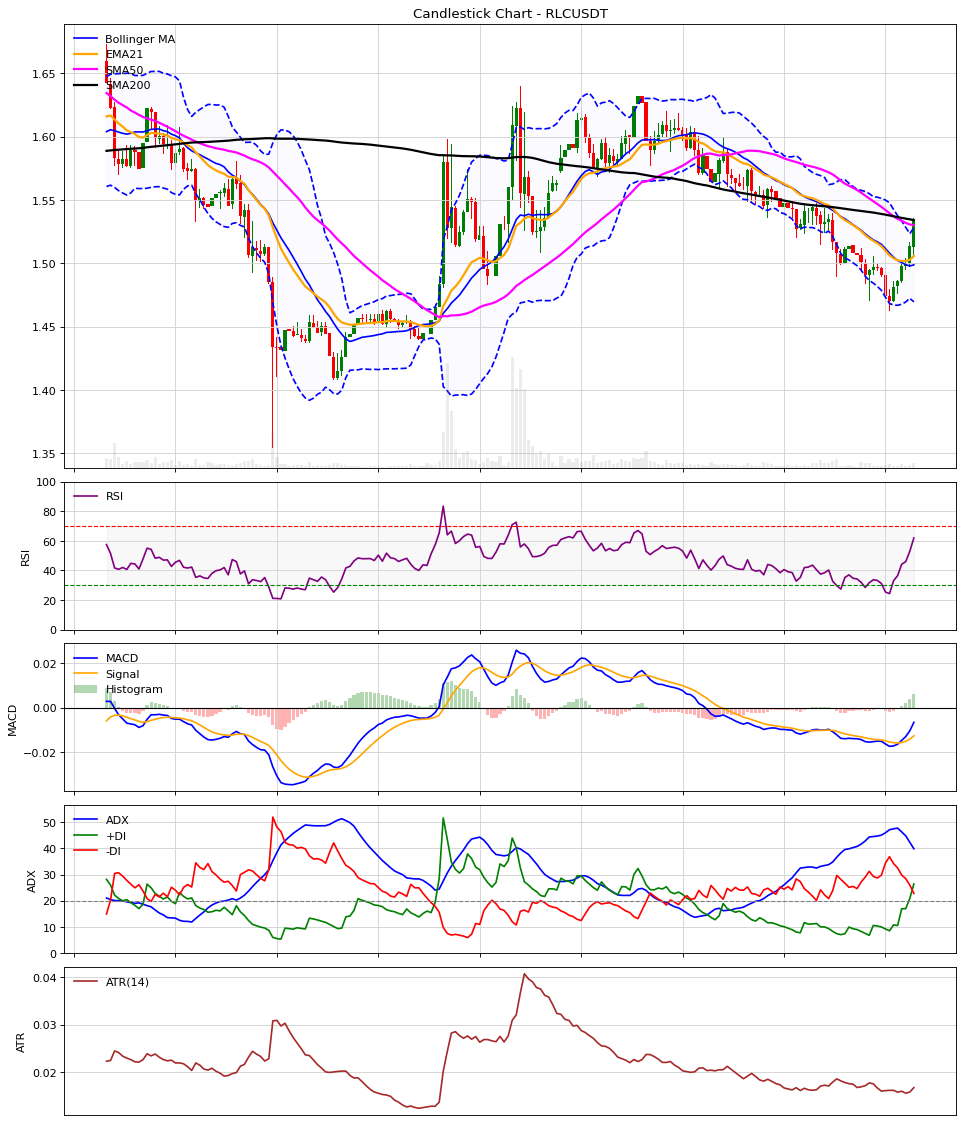 Candlestick Chart - RLCUSDT
Bollinger MA
EMA21
SMA50
SMA200
1.65
1.60
1.55
1.50
1.45
1.40
1.35
RSI
RSI
100
80
60
40
20
0
MACD
Signal
Histogram
MACD
0.02
0.00
−0.02
ADX
+DI
-DI
ADX
50
40
30
20
10
0
ATR(14)
ATR
0.04
0.03
0.02